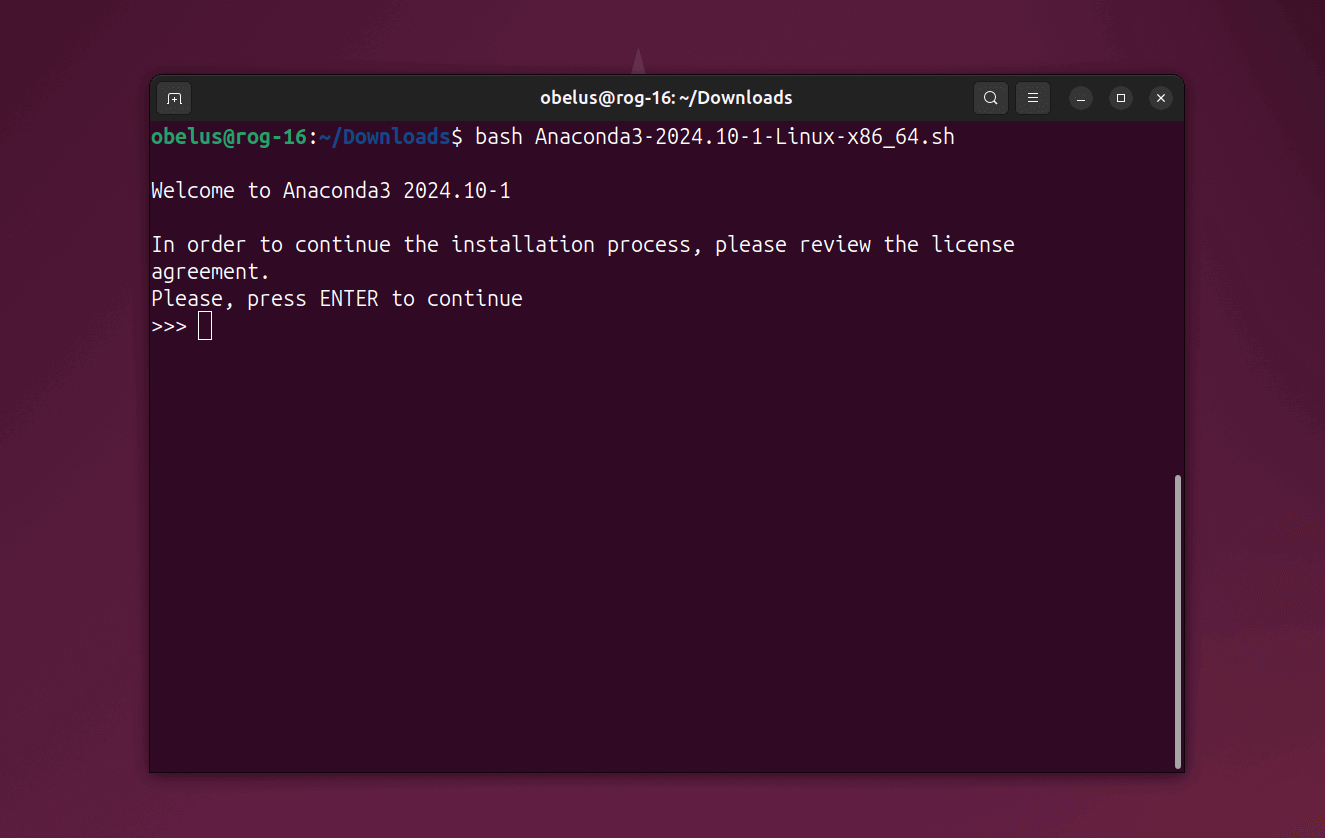 obelus@rog-16: ~/Downloads
obelus@rog-16:~/Downloads$ bash Anaconda3-2024.10-1-Linux-x86_64.sh
Welcome to Anaconda3 2024.10-1
In order to continue the installation process, please review the license
agreement.
Please, press ENTER to continue
>>>